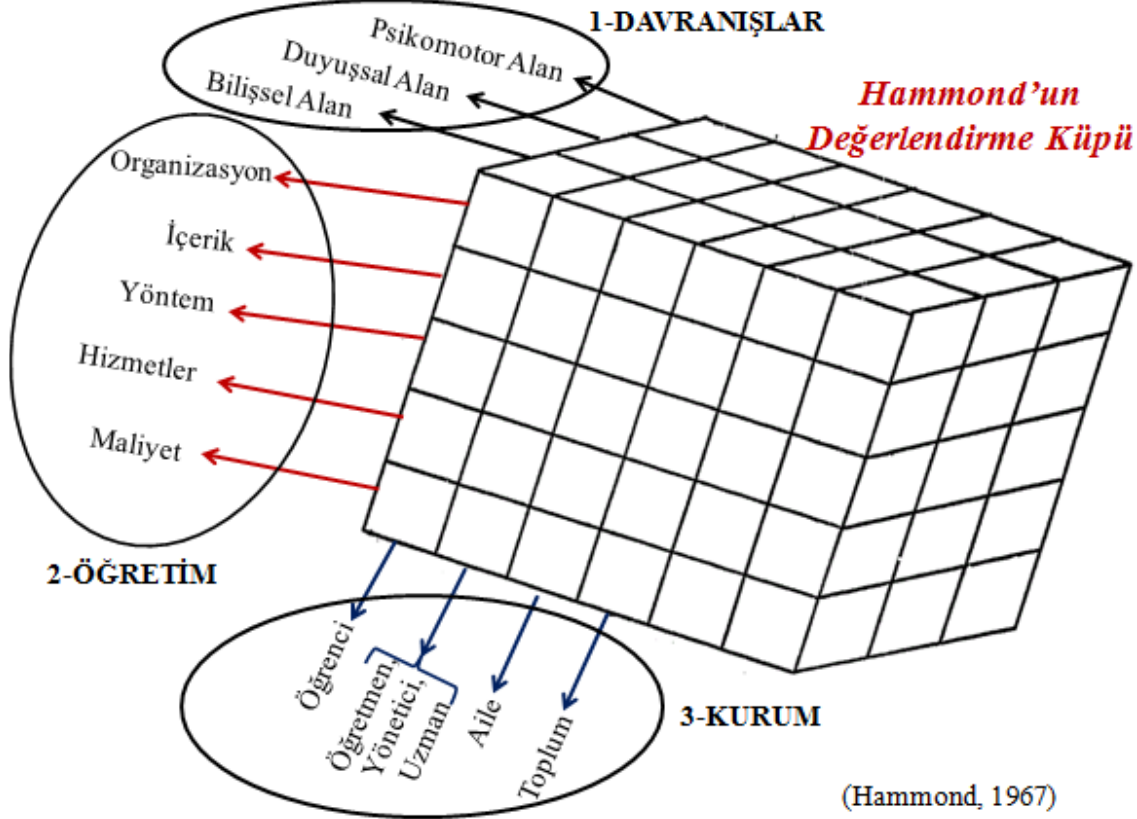 1-DAVRANIŞLAR
Psikomotor Alan
Duyuşsal Alan
Bilişsel Alan
Hammond’un
Değerlendirme Küpü
Organizasyon
İçerik
Yöntem
Hizmetler
Maliyet
2-ÖĞRETİM
Öğrenci
Öğretmen,
Yönetici,
Uzman
Aile
Toplum
3-KURUM
(Hammond, 1967)